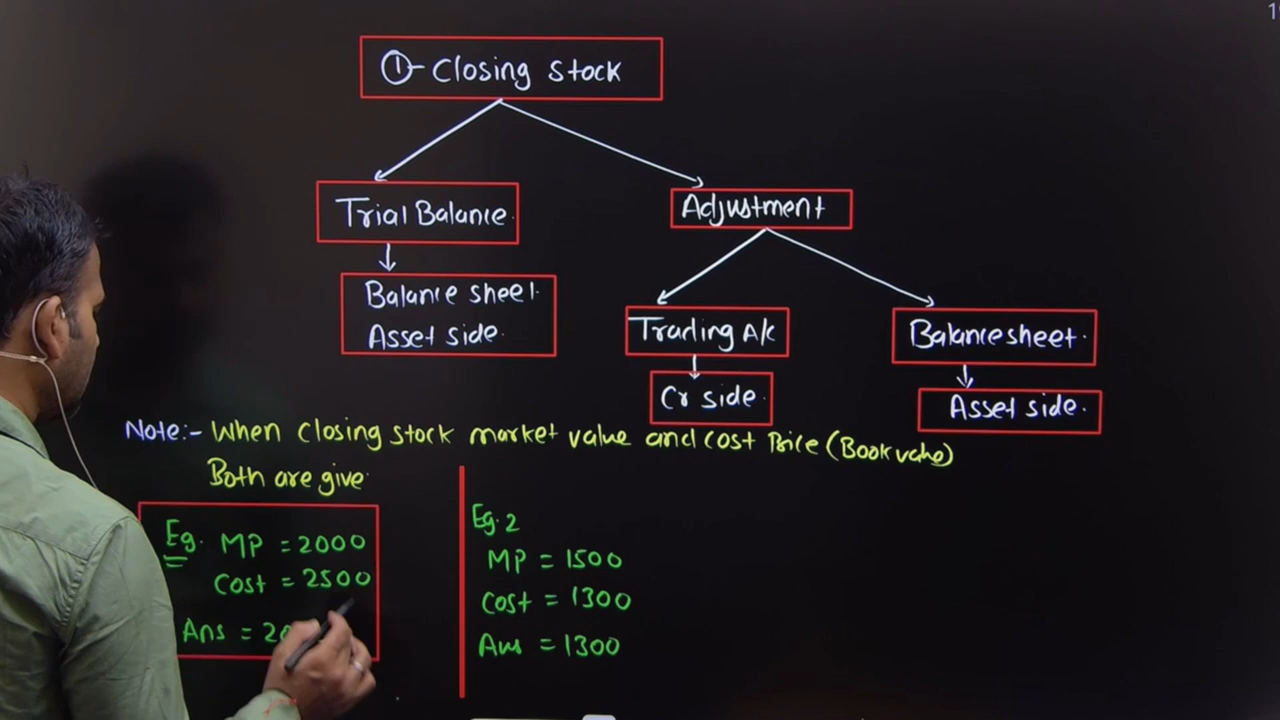 ① - Closing Stock
Trial Balance.
Adjustment
Balance sheet.
Asset side.
Trading A/c
Balancesheet.
Cr side.
Asset side.
Note:- When closing stock market value and cost Price (Book value)
Both are give.
Eg. MP = 2000
Cost = 2500
Ans =
Eg. 2
MP = 1500
Cost = 1300
Ans = 1300